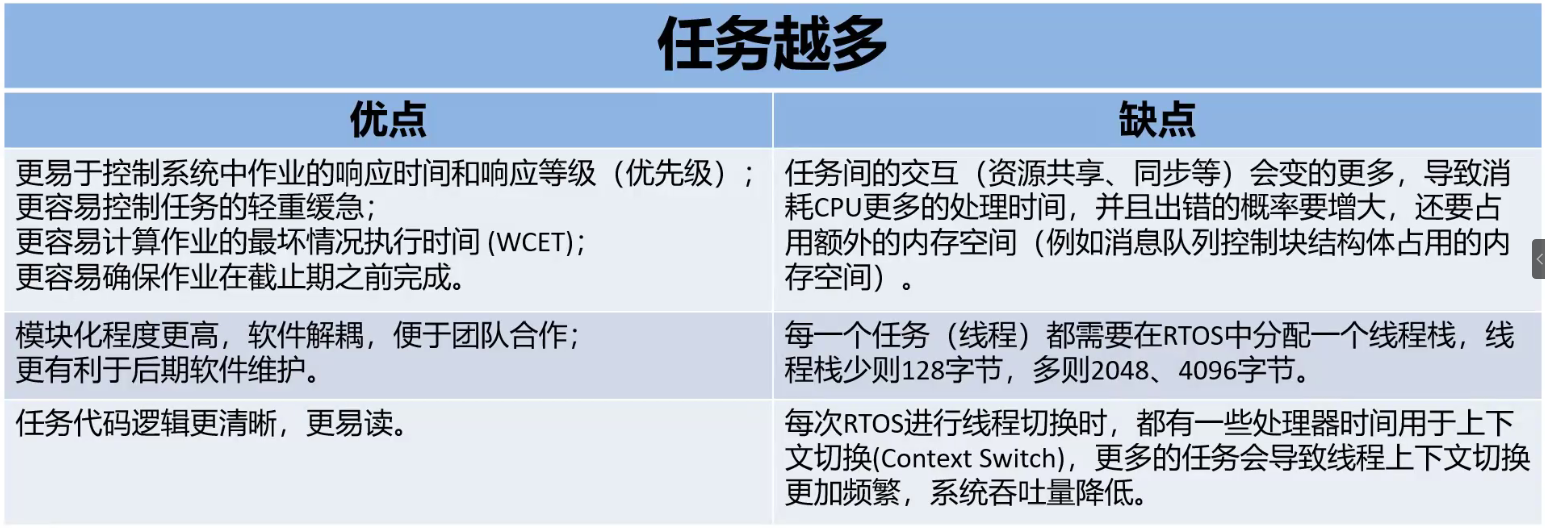 任务越多
优点
缺点
更易于控制系统中作业的响应时间和响应等级（优先级）；
更容易控制任务的轻重缓急；
更容易计算作业的最坏情况执行时间 (WCET)；
更容易确保作业在截止期之前完成。
任务间的交互（资源共享、同步等）会变的更多，导致消
耗CPU更多的处理时间，并且出错的概率要增大，还要占
用额外的内存空间（例如消息队列控制块结构体占用的内
存空间）。
模块化程度更高，软件解耦，便于团队合作；
更有利于后期软件维护。
每一个任务（线程）都需要在RTOS中分配一个线程栈，线
程栈少则128字节，多则2048、4096字节。
任务代码逻辑更清晰，更易读。
每次RTOS进行线程切换时，都有一些处理器时间用于上下
文切换(Context Switch)，更多的任务会导致线程上下文切换
更加频繁，系统吞吐量降低。